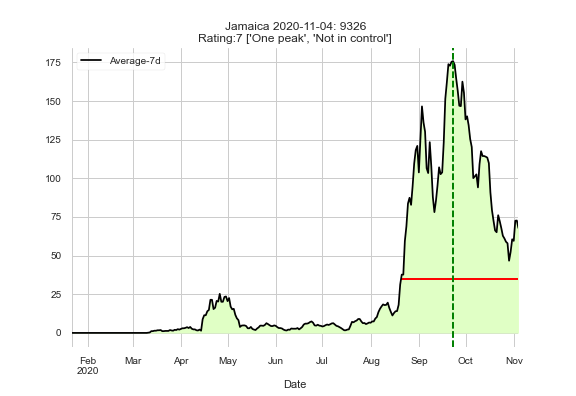 Jamaica 2020-11-04: 9326
Rating:7 ['One peak', 'Not in control']
Average-7d
175
150
125
100
75
50
25
0
Feb Mar Apr May Jun Jul Aug Sep Oct Nov
2020
Date